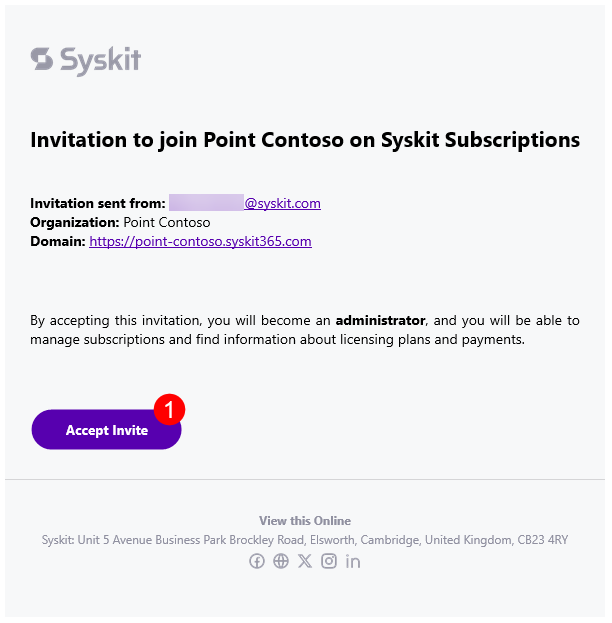 Syskit
Invitation to join Point Contoso on Syskit Subscriptions
Invitation sent from: @syskit.com
Organization: Point Contoso
Domain: https://point-contoso.syskit365.com
By accepting this invitation, you will become an administrator, and you will be able to
manage subscriptions and find information about licensing plans and payments.
1
Accept Invite
View this Online
Syskit: Unit 5 Avenue Business Park Brockley Road, Elsworth, Cambridge, United Kingdom, CB23 4RY